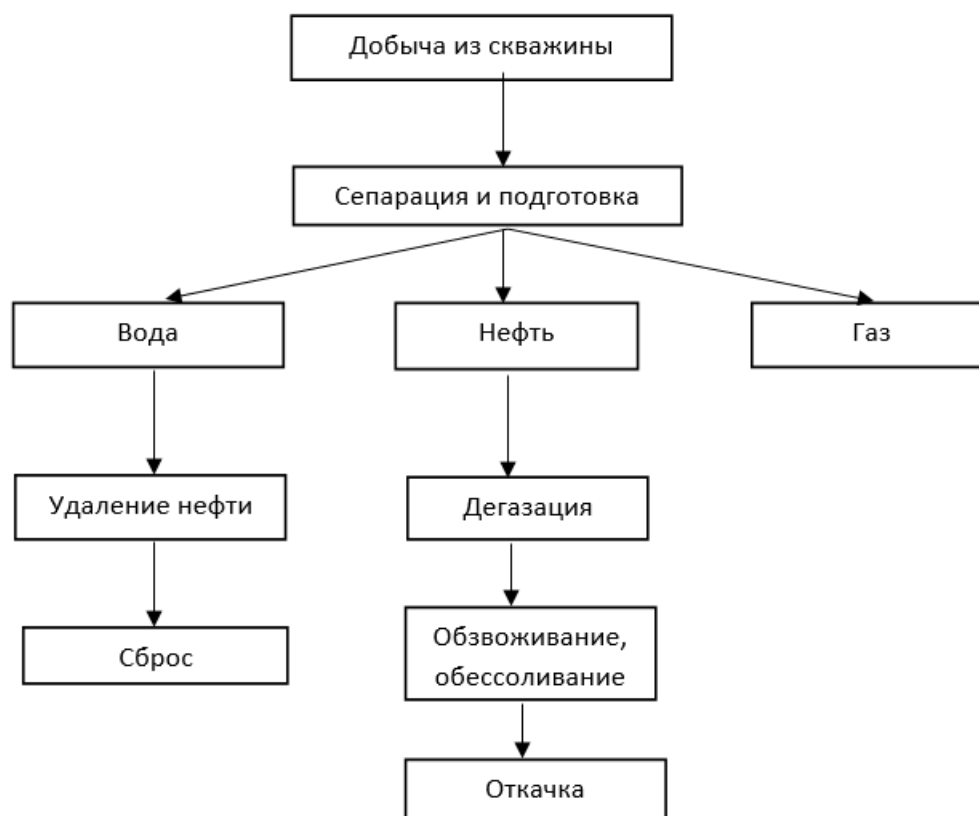 Добыча из скважины
Сепарация и подготовка
Вода
Нефть
Газ
Удаление нефти
Дегазация
Сброс
Обзвоживание,
обессоливание
Откачка